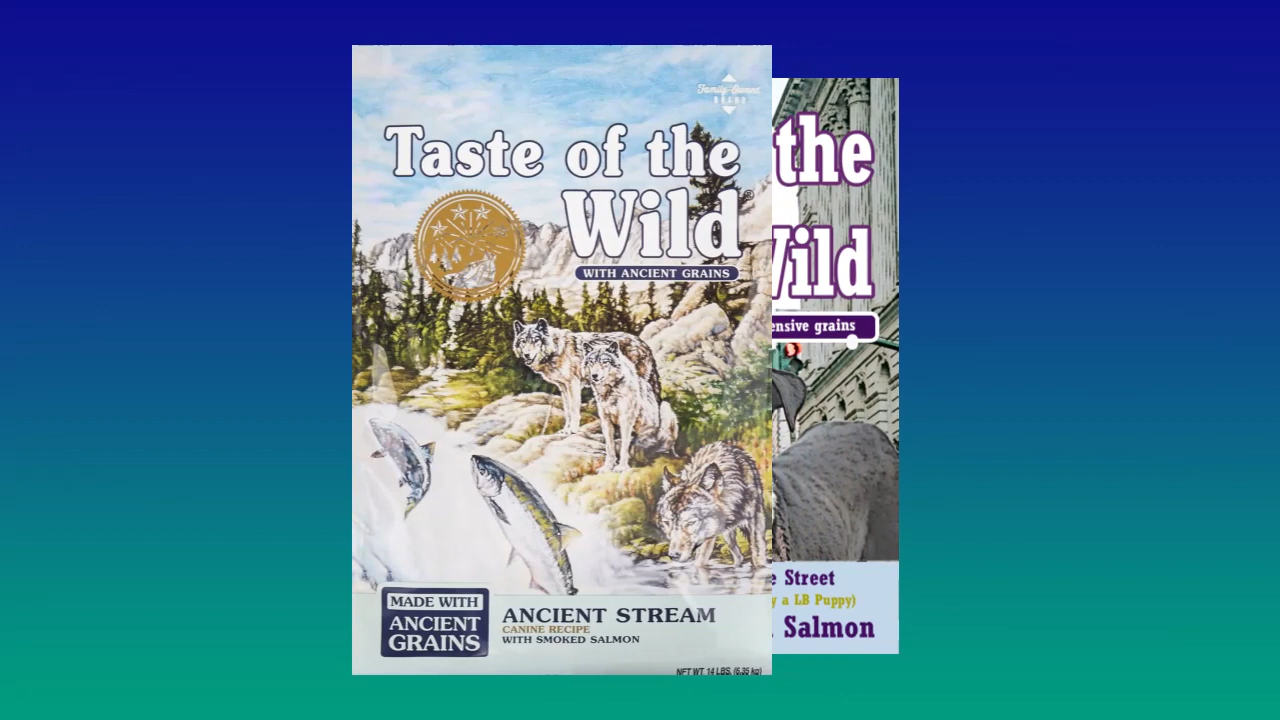 Family-Owned
BRAND
Taste of the
Wild®
WITH ANCIENT GRAINS
MADE WITH
ANCIENT
GRAINS
ANCIENT STREAM
CANINE RECIPE
WITH SMOKED SALMON
NET WT. 14 LBS. (6.35 kg)
the
Wild
grains
Street
a LB Puppy)
Salmon